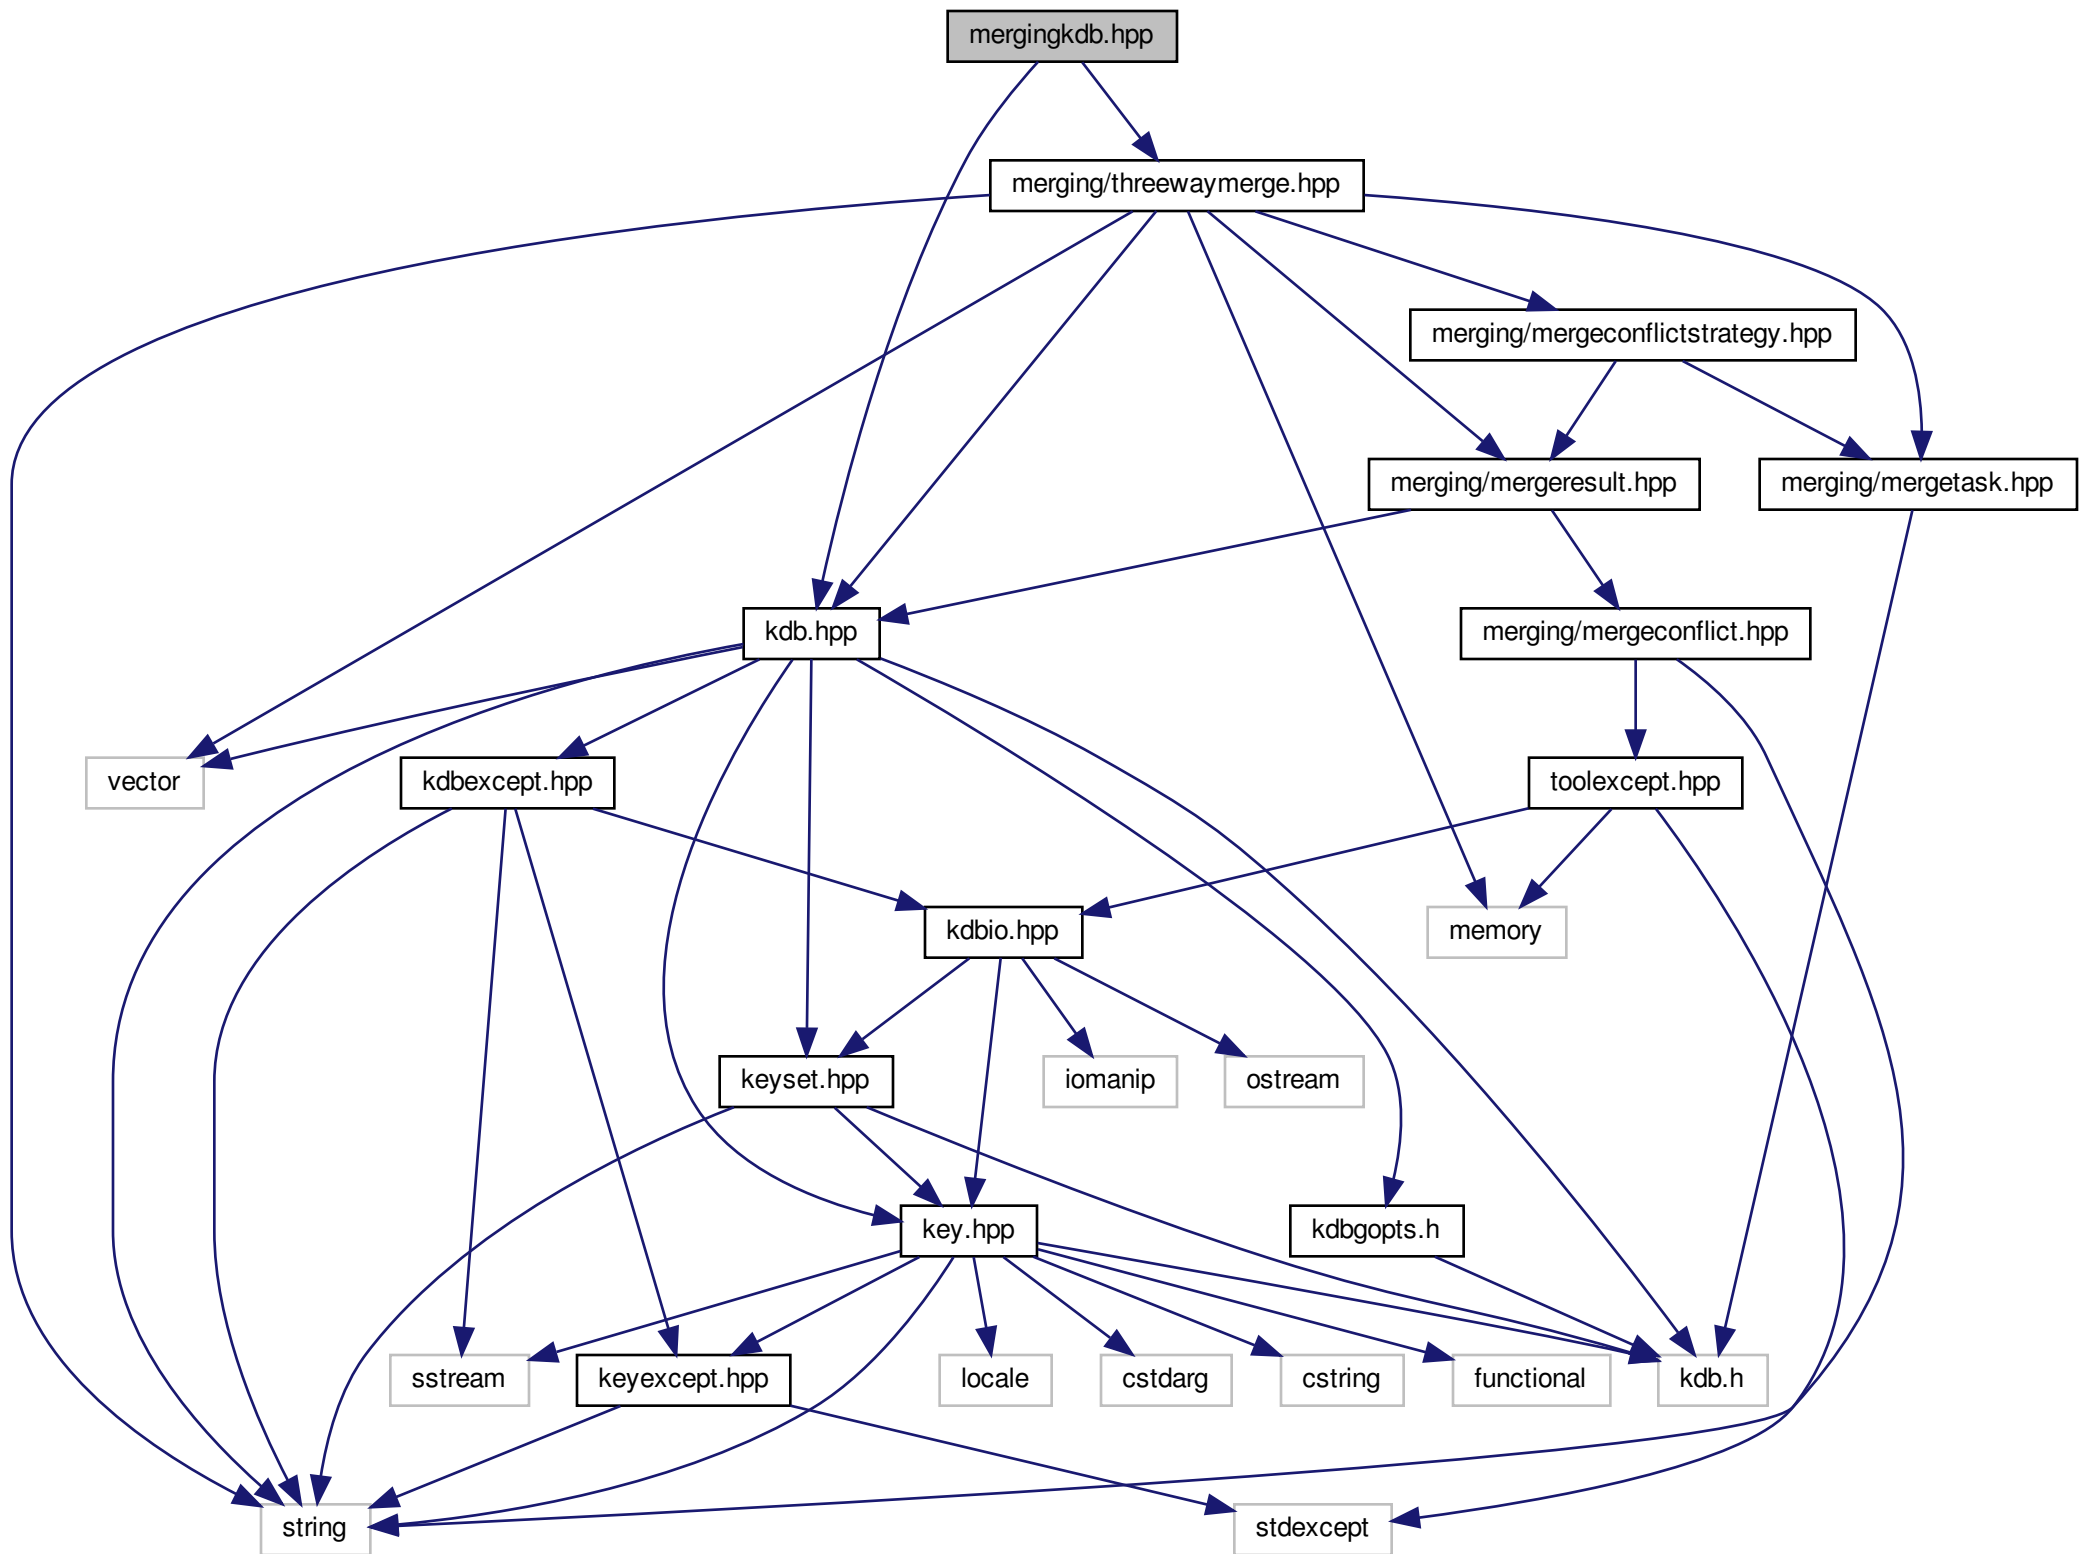 mergingkdb.hpp
merging/threewaymerge.hpp
merging/mergeconflictstrategy.hpp
merging/mergeresult.hpp
merging/mergetask.hpp
kdb.hpp
merging/mergeconflict.hpp
vector
kdbexcept.hpp
toolexcept.hpp
kdbio.hpp
memory
keyset.hpp
iomanip
ostream
key.hpp
kdbgopts.h
sstream
keyexcept.hpp
locale
cstdarg
cstring
functional
kdb.h
string
stdexcept